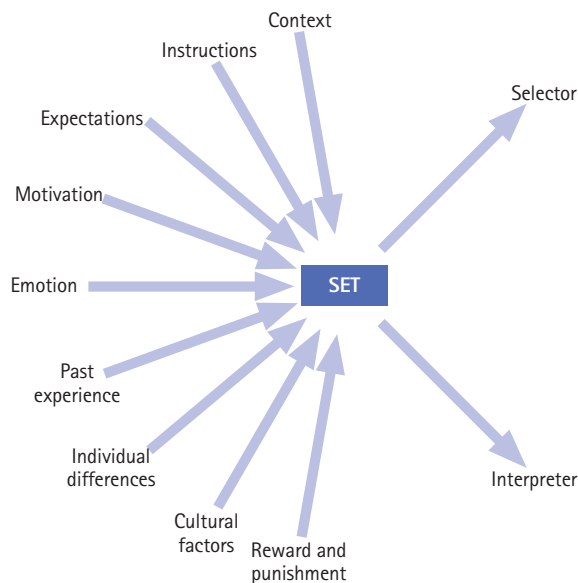 Context
Instructions
Selector
Expectations
Motivation
Emotion
SET
Past
experience
Individual
differences
Interpreter
Cultural
factors
Reward and
punishment